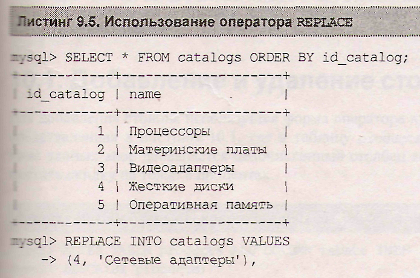 Листинг 9.5. Использование оператора REPLACE
mysql> SELECT * FROM catalogs ORDER BY id_catalog;
+------------+--------------------+
| id_catalog | name               |
+------------+--------------------+
|          1 | Процессоры         |
|          2 | Материнские платы  |
|          3 | Видеоадаптеры      |
|          4 | Жесткие диски      |
|          5 | Оперативная память |
+------------+--------------------+
mysql> REPLACE INTO catalogs VALUES
    -> (4, 'Сетевые адаптеры'),